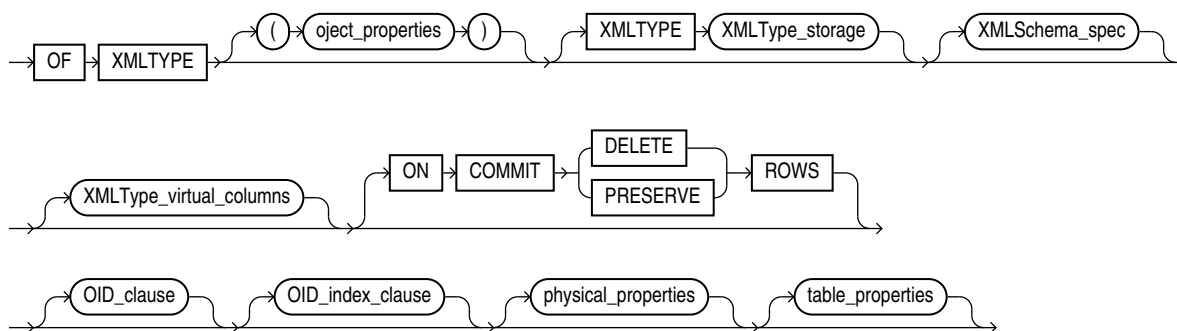 OF XMLTYPE ( oject_properties ) XMLTYPE XMLType_storage XMLSchema_spec
XMLType_virtual_columns ON COMMIT DELETE PRESERVE ROWS
OID_clause OID_index_clause physical_properties table_properties